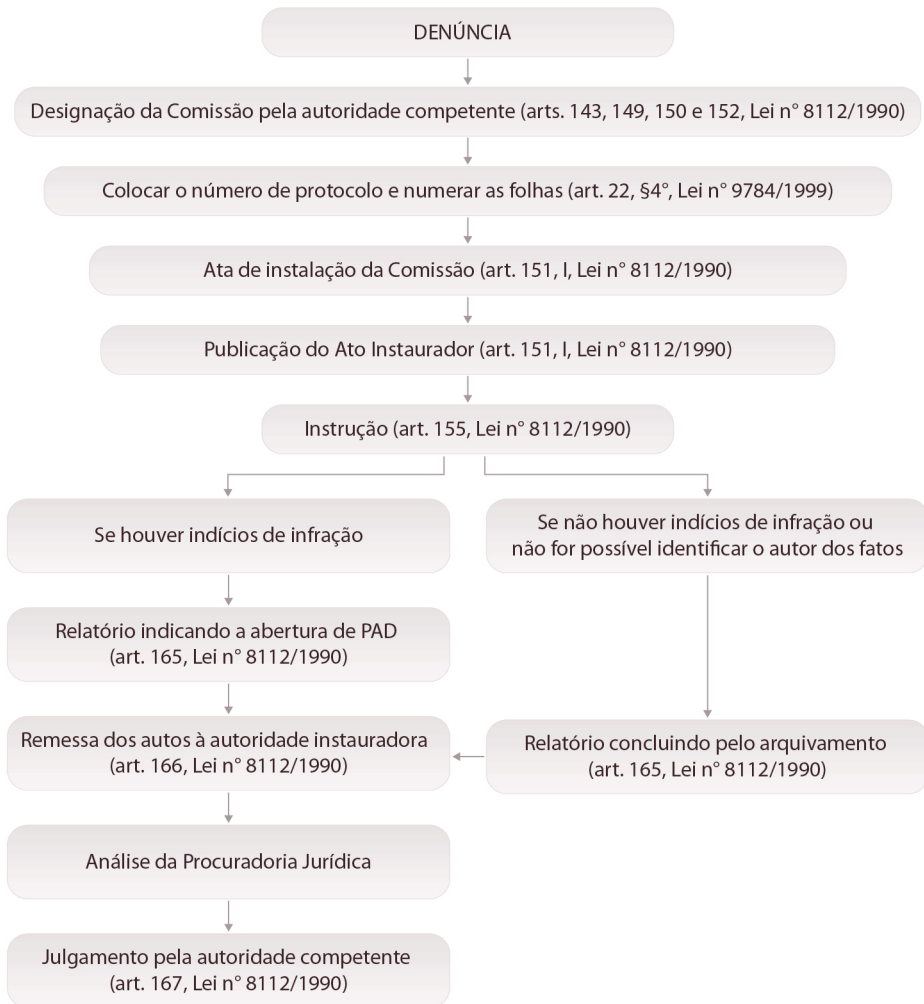 DENÚNCIA
Designação da Comissão pela autoridade competente (arts. 143, 149, 150 e 152, Lei n° 8112/1990)
Colocar o número de protocolo e numerar as folhas (art. 22, §4°, Lei n° 9784/1999)
Ata de instalação da Comissão (art. 151, I, Lei n° 8112/1990)
Publicação do Ato Instaurador (art. 151, I, Lei n° 8112/1990)
Instrução (art. 155, Lei n° 8112/1990)
Se houver indícios de infração
Se não houver indícios de infração ou
não for possível identificar o autor dos fatos
Relatório indicando a abertura de PAD
(art. 165, Lei n° 8112/1990)
Remessa dos autos à autoridade instauradora
(art. 166, Lei n° 8112/1990)
Relatório concluindo pelo arquivamento
(art. 165, Lei n° 8112/1990)
Análise da Procuradoria Jurídica
Julgamento pela autoridade competente
(art. 167, Lei n° 8112/1990)